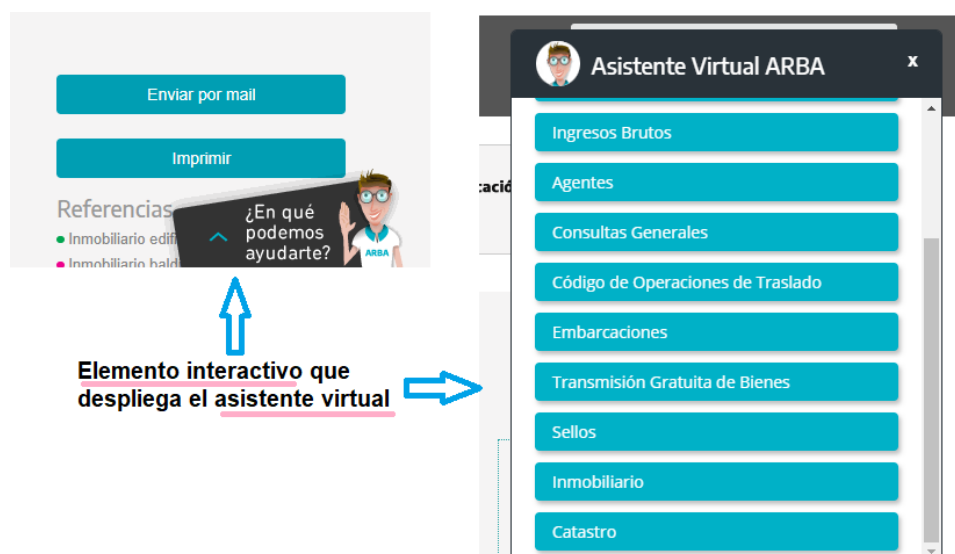 Enviar por mail
Imprimir
Referencias
Inmobiliario edifi
Inmobiliario bald
¿En qué
podemos
ayudarte?
ARBA
Elemento interactivo que
despliega el asistente virtual
Asistente Virtual ARBA
x
cació
Ingresos Brutos
Agentes
Consultas Generales
Código de Operaciones de Traslado
Embarcaciones
Transmisión Gratuita de Bienes
Sellos
Inmobiliario
Catastro